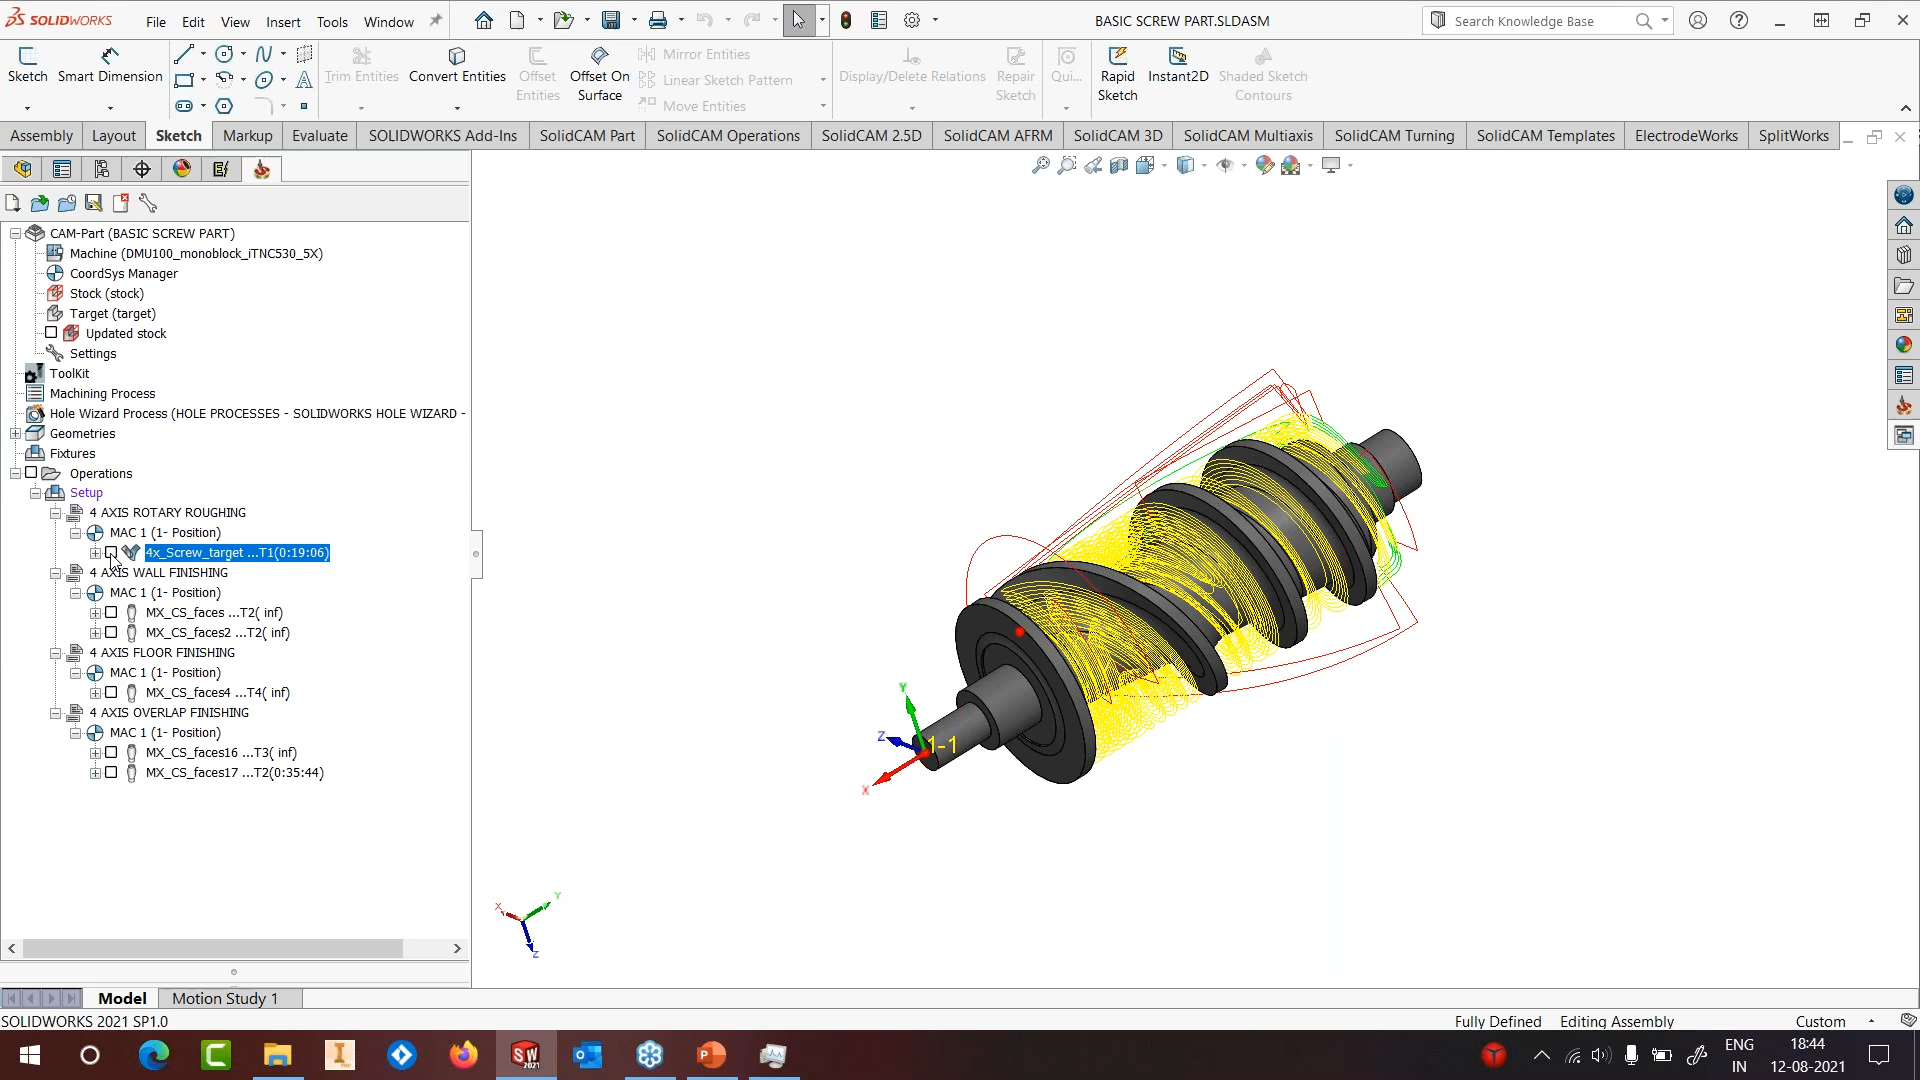 SOLIDWORKS File Edit View Insert Tools Window BASIC SCREW PART.SLDASM Search Knowledge Base
Sketch Smart Dimension Trim Entities Convert Entities Offset Entities Offset On Surface Mirror Entities Linear Sketch Pattern Move Entities Display/Delete Relations Repair Sketch Qui... Rapid Sketch Instant2D Shaded Sketch Contours
Assembly Layout Sketch Markup Evaluate SOLIDWORKS Add-Ins SolidCAM Part SolidCAM Operations SolidCAM 2.5D SolidCAM AFRM SolidCAM 3D SolidCAM Multiaxis SolidCAM Turning SolidCAM Templates ElectrodeWorks SplitWorks
CAM-Part (BASIC SCREW PART)
Machine (DMU100_monoblock_iTNC530_5X)
CoordSys Manager
Stock (stock)
Target (target)
Updated stock
Settings
ToolKit
Machining Process
Hole Wizard Process (HOLE PROCESSES - SOLIDWORKS HOLE WIZARD -
Geometries
Fixtures
Operations
Setup
4 AXIS ROTARY ROUGHING
MAC 1 (1- Position)
4x_Screw_target ...T1(0:19:06)
4 AXIS WALL FINISHING
MAC 1 (1- Position)
MX_CS_faces ...T2( inf)
MX_CS_faces2 ...T2( inf)
4 AXIS FLOOR FINISHING
MAC 1 (1- Position)
MX_CS_faces4 ...T4( inf)
4 AXIS OVERLAP FINISHING
MAC 1 (1- Position)
MX_CS_faces16 ...T3( inf)
MX_CS_faces17 ...T2(0:35:44)
Y
Z
1-1
X
X
Y
Z
Model Motion Study 1
SOLIDWORKS 2021 SP1.0 Fully Defined Editing Assembly Custom
ENG 18:44
IN 12-08-2021